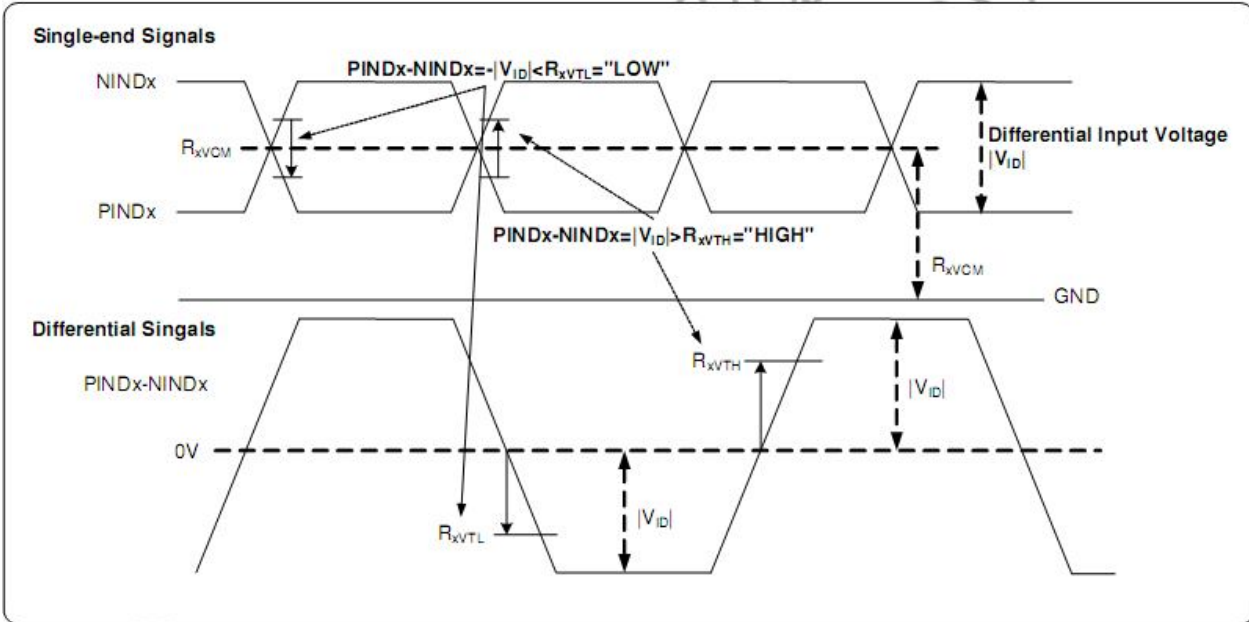 Single-end Signals
PINDx-NINDx=-|VID|<RxVTL="LOW"
NINDx
RxVCM
Differential Input Voltage
|VID|
PINDx
PINDx-NINDx=|VID|>RxVTH="HIGH"
RxVCM
GND
Differential Singals
RxVTH
PINDx-NINDx
|VID|
0V
|VID|
RxVTL